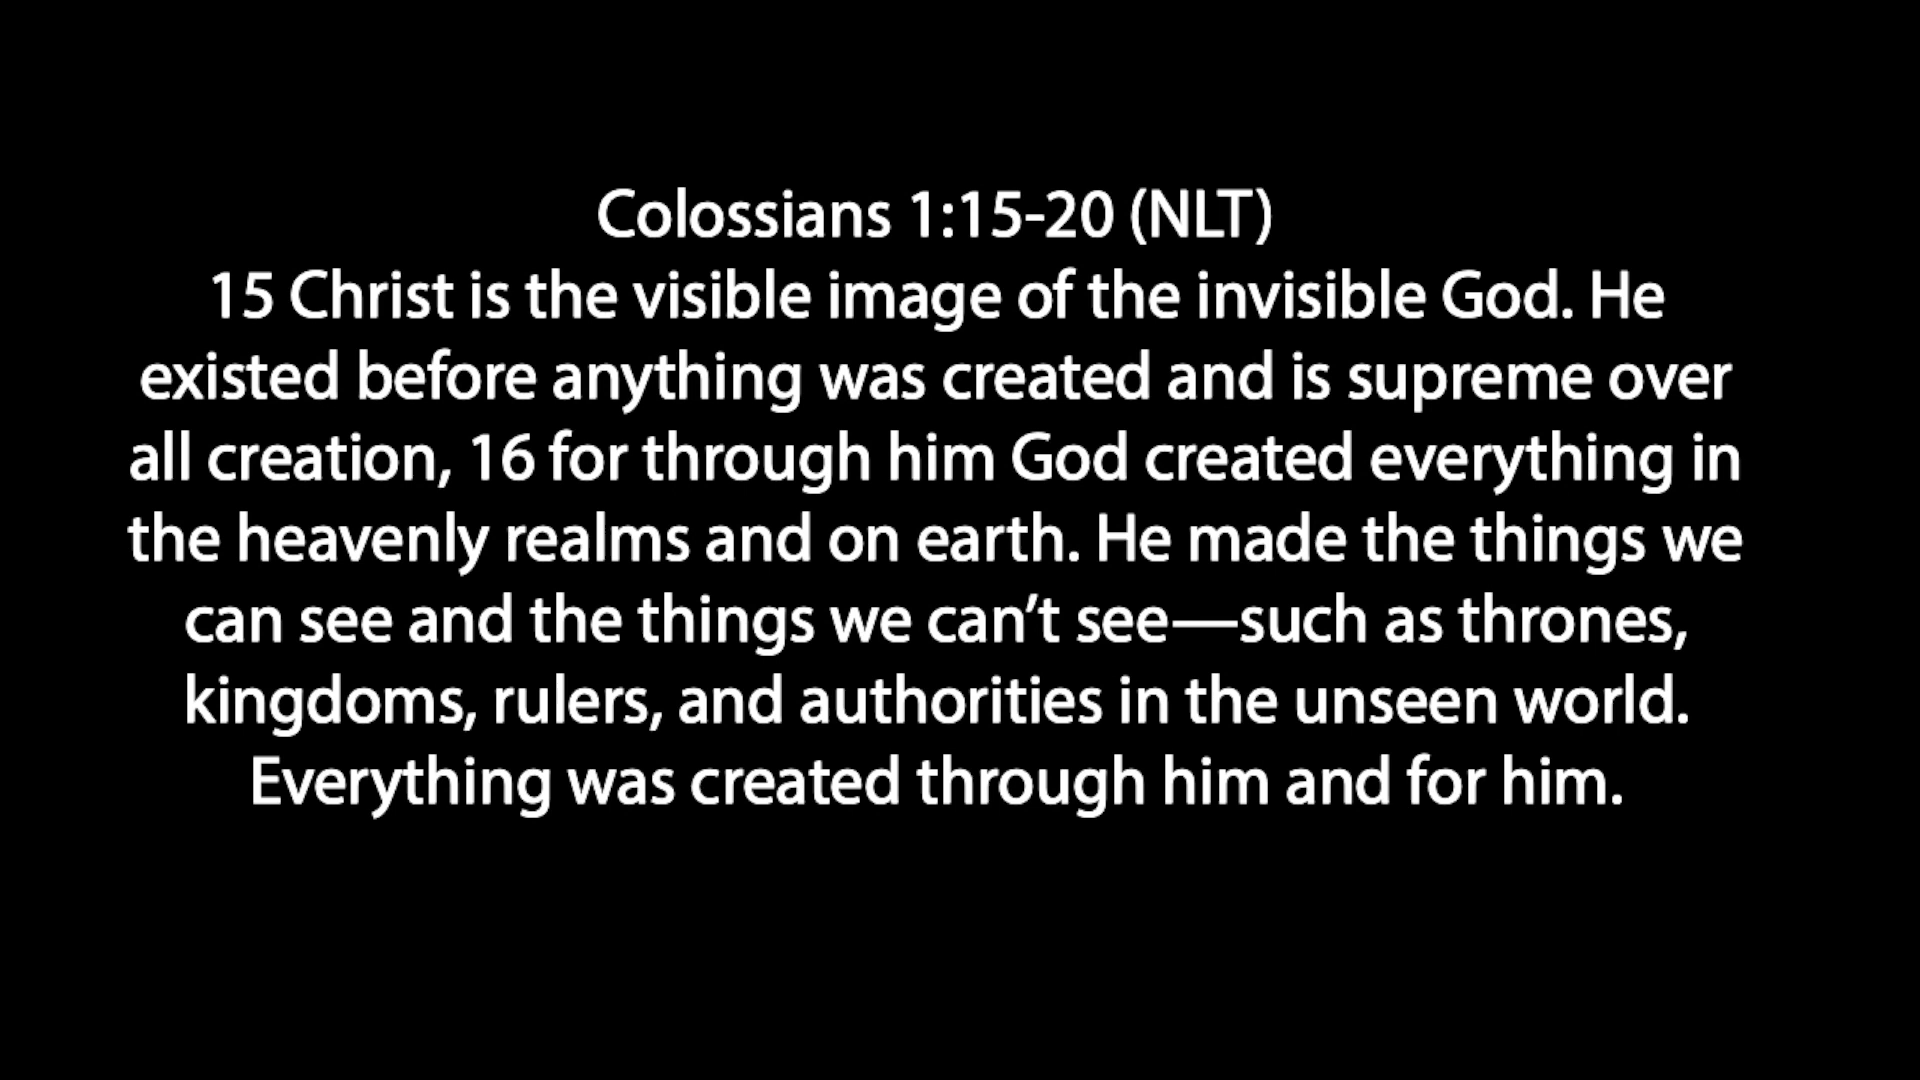 Colossians 1:15-20 (NLT)
15 Christ is the visible image of the invisible God. He
existed before anything was created and is supreme over
all creation, 16 for through him God created everything in
the heavenly realms and on earth. He made the things we
can see and the things we can’t see—such as thrones,
kingdoms, rulers, and authorities in the unseen world.
Everything was created through him and for him.